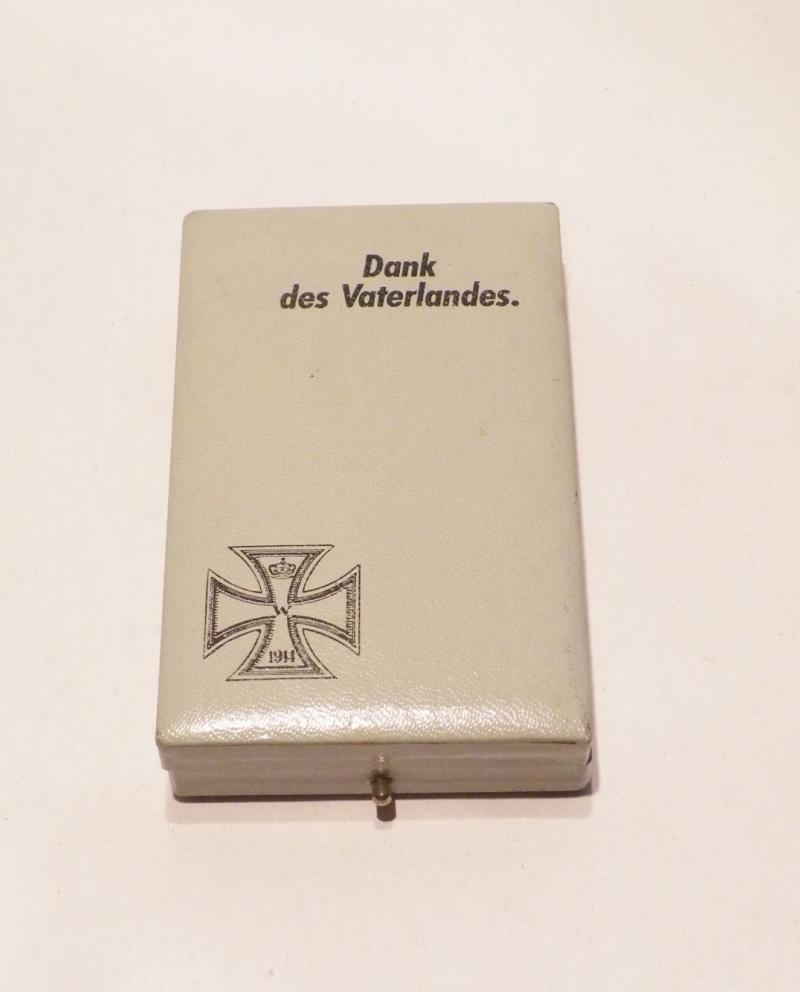 Dank
des Vaterlandes.
W
1914